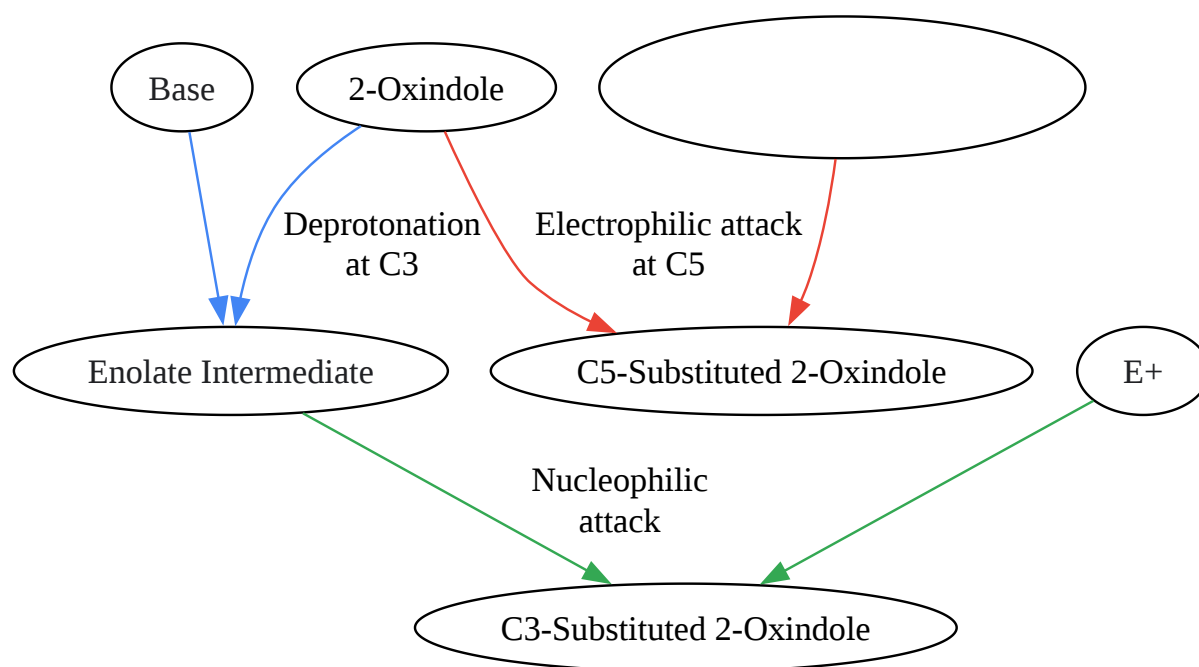 Base
2-Oxindole
Deprotonation
at C3
Electrophilic attack
at C5
Enolate Intermediate
C5-Substituted 2-Oxindole
E+
Nucleophilic
attack
C3-Substituted 2-Oxindole